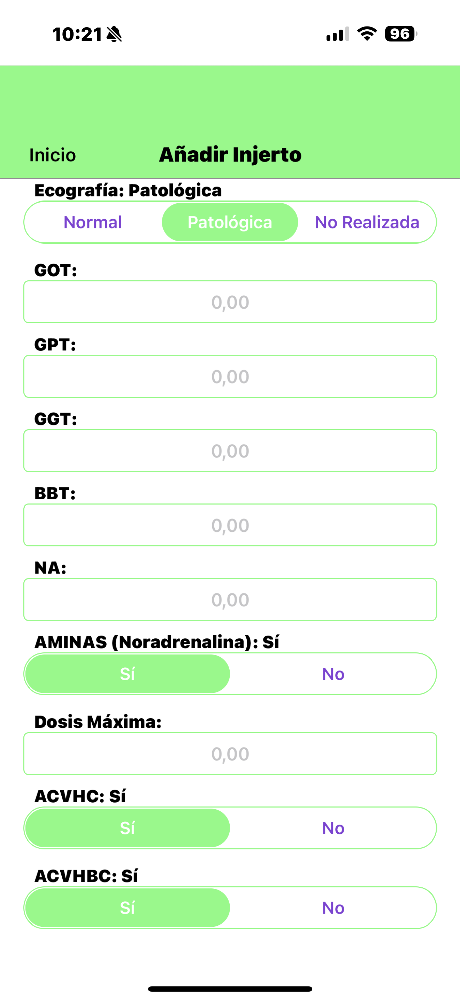 10:21
96
Inicio
Añadir Injerto
Ecografía: Patológica
Normal
Patológica
No Realizada
GOT:
0,00
GPT:
0,00
GGT:
0,00
BBT:
0,00
NA:
0,00
AMINAS (Noradrenalina): Sí
Sí
No
Dosis Máxima:
0,00
ACVHC: Sí
Sí
No
ACVHBC: Sí
Sí
No